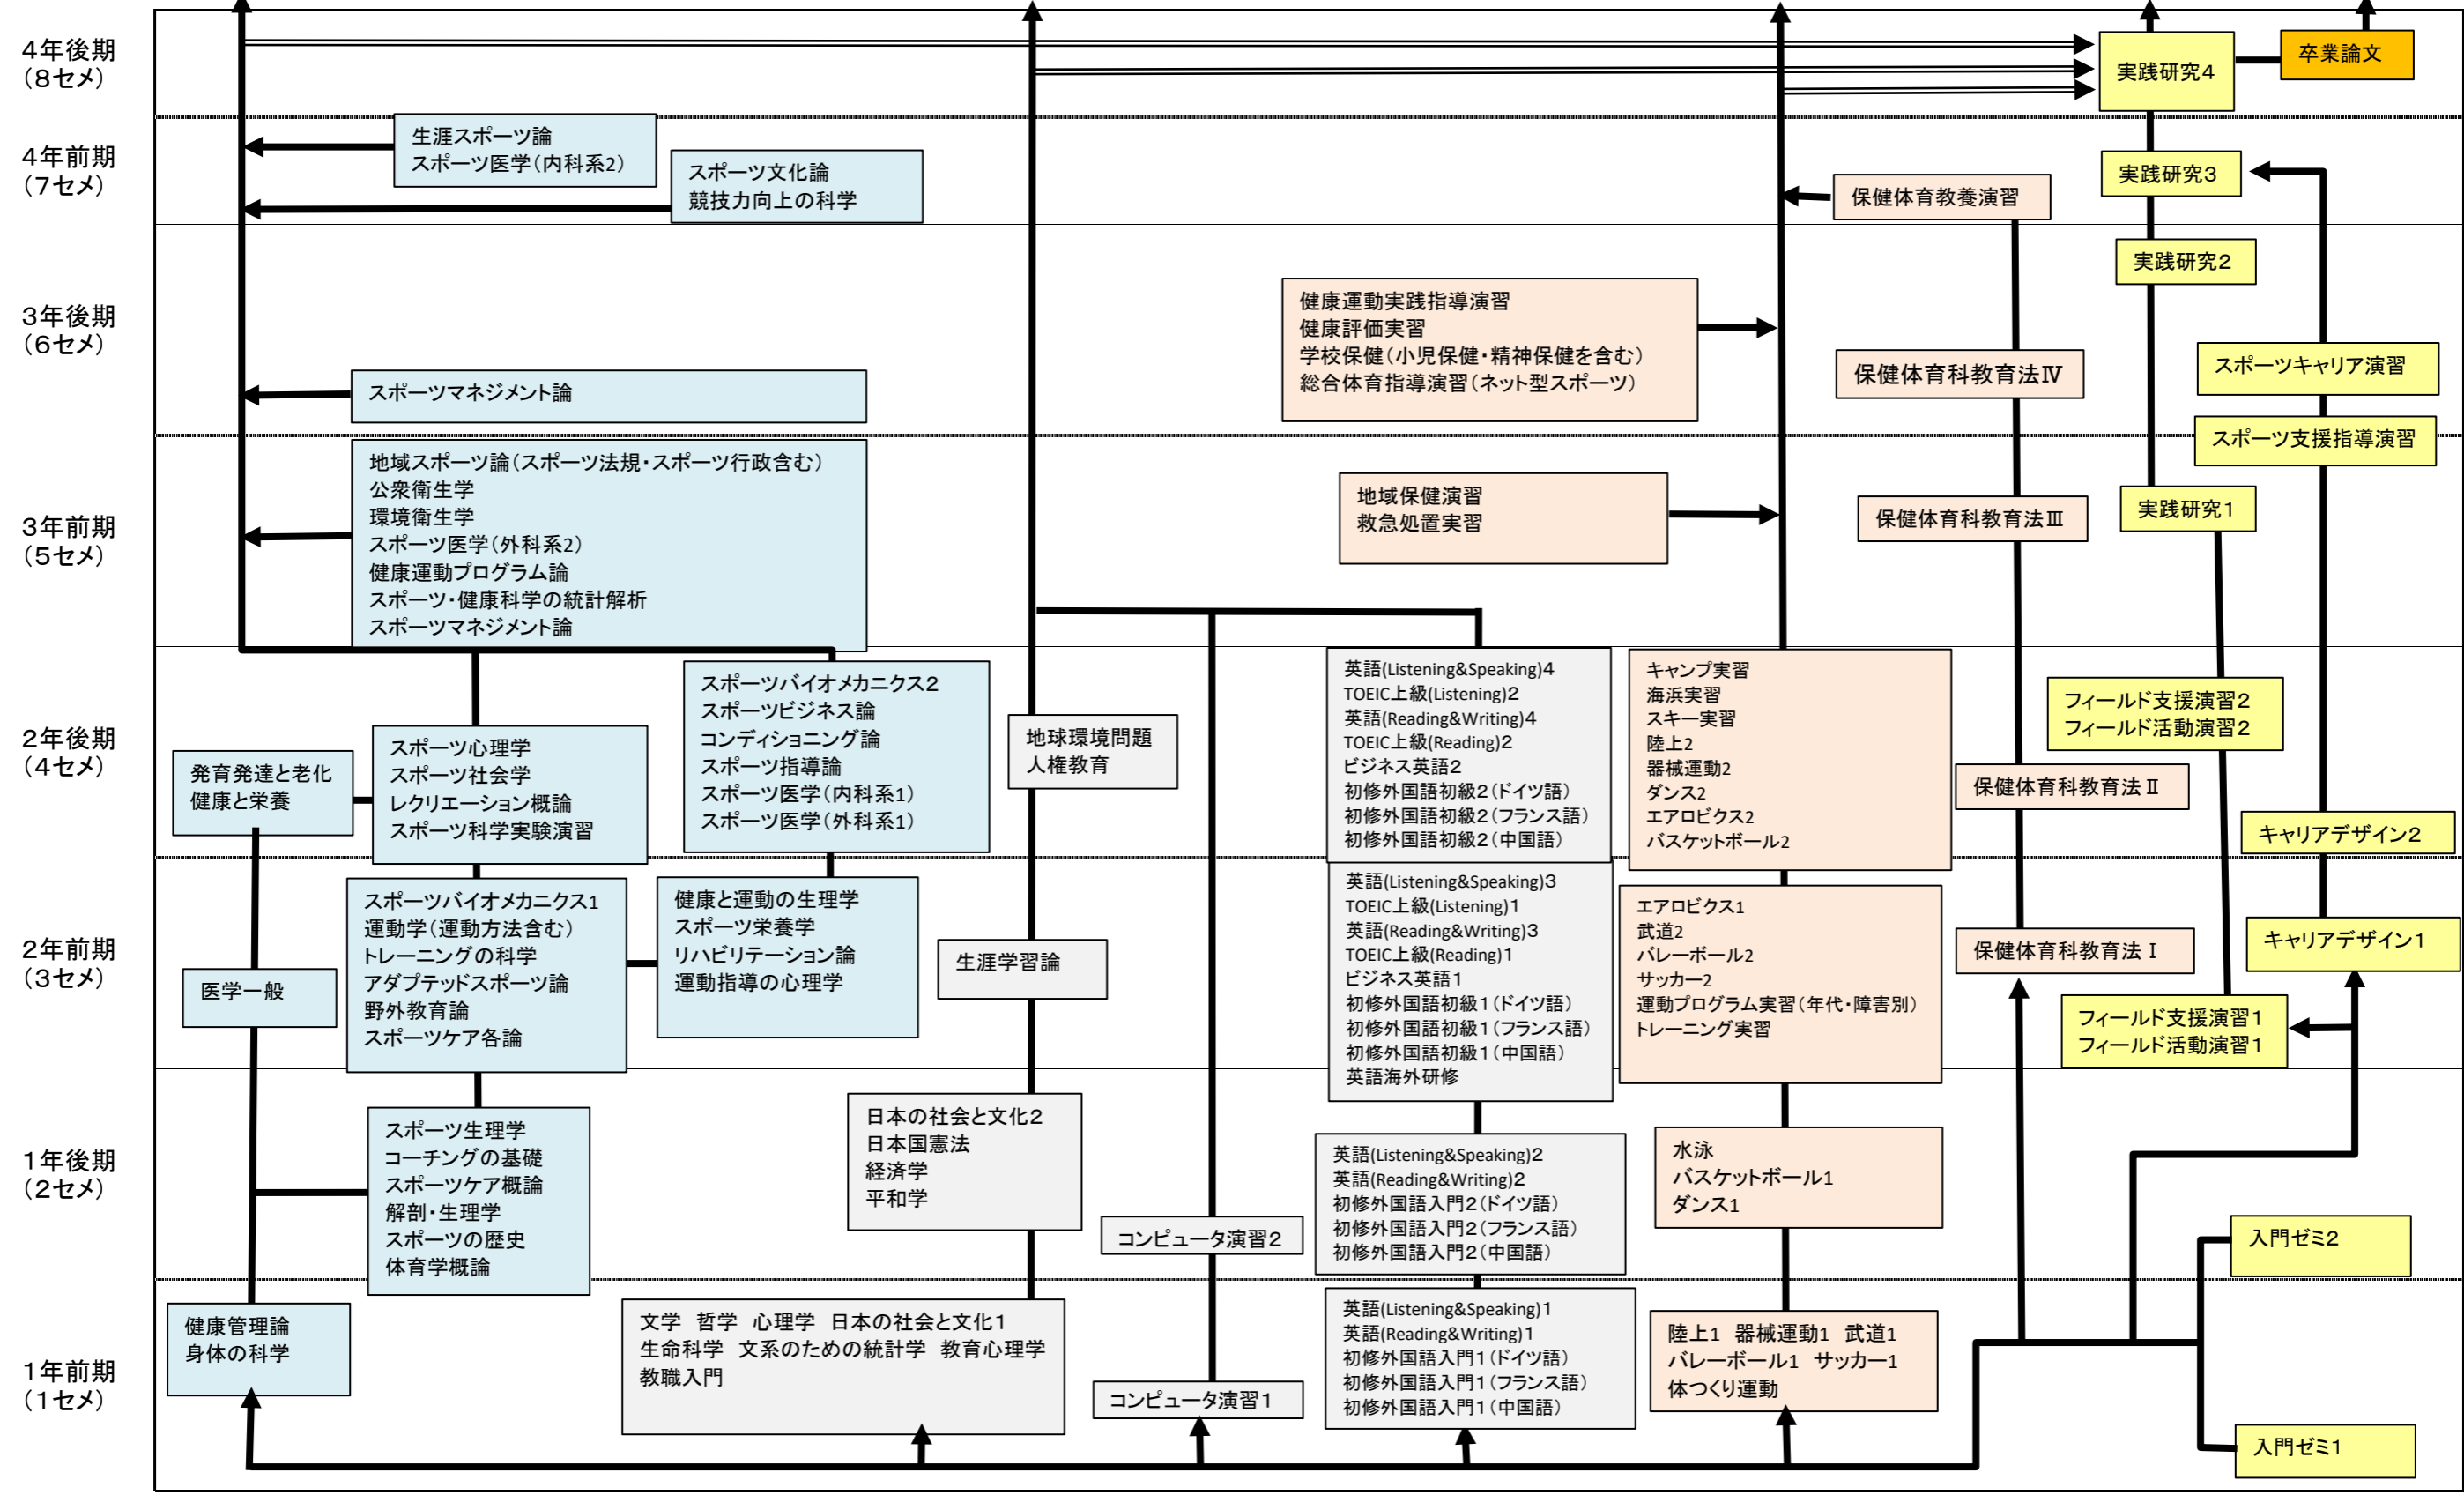 ４年後期
（８セメ）
実践研究４
卒業論文
４年前期
（７セメ）
生涯スポーツ論
スポーツ医学（内科系2）
スポーツ文化論
競技力向上の科学
保健体育教養演習
実践研究３
３年後期
（６セメ）
実践研究２
健康運動実践指導演習
健康評価実習
学校保健（小児保健・精神保健を含む）
総合体育指導演習（ネット型スポーツ）
スポーツマネジメント論
保健体育科教育法Ⅳ
スポーツキャリア演習
スポーツ支援指導演習
３年前期
（５セメ）
地域スポーツ論（スポーツ法規・スポーツ行政含む）
公衆衛生学
環境衛生学
スポーツ医学（外科系2）
健康運動プログラム論
スポーツ・健康科学の統計解析
スポーツマネジメント論
地域保健演習
救急処置実習
保健体育科教育法Ⅲ
実践研究１
２年後期
（４セメ）
発育発達と老化
健康と栄養
スポーツ心理学
スポーツ社会学
レクリエーション概論
スポーツ科学実験演習
スポーツバイオメカニクス２
スポーツビジネス論
コンディショニング論
スポーツ指導論
スポーツ医学（内科系1）
スポーツ医学（外科系1）
地球環境問題
人権教育
英語(Listening&Speaking)４
TOEIC上級(Listening)２
英語(Reading&Writing)４
TOEIC上級(Reading)２
ビジネス英語２
初修外国語初級２（ドイツ語）
初修外国語初級２（フランス語）
初修外国語初級２（中国語）
キャンプ実習
海浜実習
スキー実習
陸上2
器械運動2
ダンス2
エアロビクス2
バスケットボール2
保健体育科教育法Ⅱ
フィールド支援演習２
フィールド活動演習２
キャリアデザイン２
２年前期
（３セメ）
医学一般
スポーツバイオメカニクス1
運動学（運動方法含む）
トレーニングの科学
アダプテッドスポーツ論
野外教育論
スポーツケア各論
健康と運動の生理学
スポーツ栄養学
リハビリテーション論
運動指導の心理学
生涯学習論
英語(Listening&Speaking)３
TOEIC上級(Listening)１
英語(Reading&Writing)３
TOEIC上級(Reading)１
ビジネス英語１
初修外国語初級１（ドイツ語）
初修外国語初級１（フランス語）
初修外国語初級１（中国語）
英語海外研修
エアロビクス1
武道2
バレーボール2
サッカー2
運動プログラム実習（年代・障害別）
トレーニング実習
保健体育科教育法Ⅰ
キャリアデザイン１
フィールド支援演習１
フィールド活動演習１
１年後期
（２セメ）
スポーツ生理学
コーチングの基礎
スポーツケア概論
解剖・生理学
スポーツの歴史
体育学概論
日本の社会と文化２
日本国憲法
経済学
平和学
コンピュータ演習２
英語(Listening&Speaking)２
英語(Reading&Writing)２
初修外国語入門２（ドイツ語）
初修外国語入門２（フランス語）
初修外国語入門２（中国語）
水泳
バスケットボール1
ダンス1
入門ゼミ２
１年前期
（１セメ）
健康管理論
身体の科学
文学　哲学　心理学　日本の社会と文化１
生命科学　文系のための統計学　教育心理学
教職入門
コンピュータ演習１
英語(Listening&Speaking)１
英語(Reading&Writing)１
初修外国語入門１（ドイツ語）
初修外国語入門１（フランス語）
初修外国語入門１（中国語）
陸上1　器械運動1　武道1
バレーボール1　サッカー1
体つくり運動
入門ゼミ１